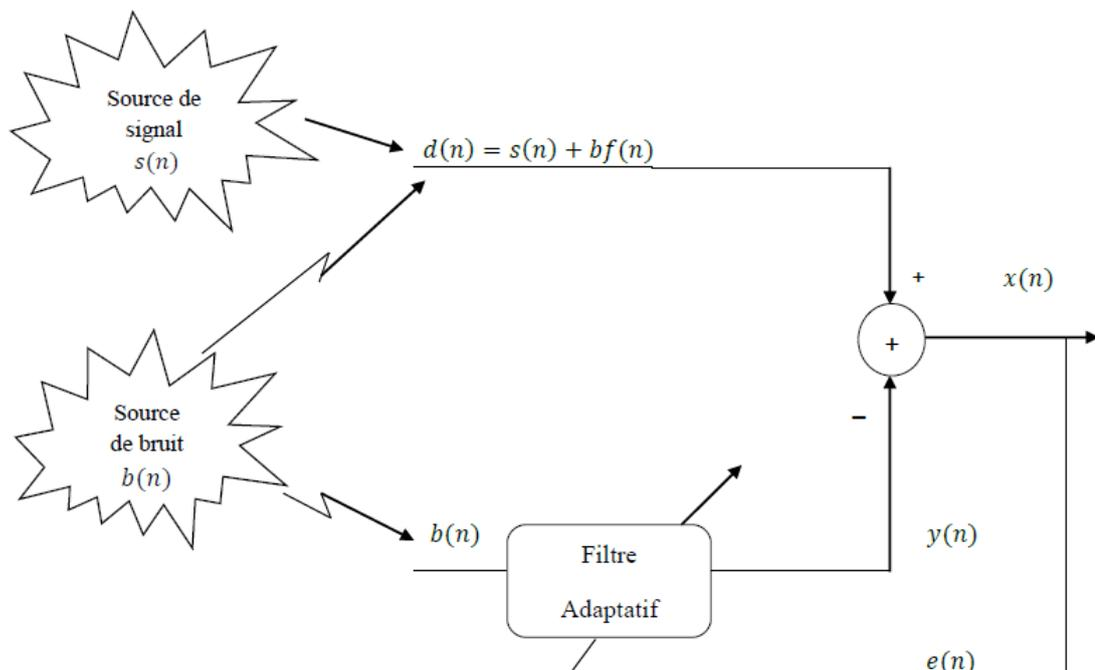 Source de
signal
s(n)
d(n) = s(n) + bf(n)
+
x(n)
+
Source
de bruit
b(n)
−
b(n)
Filtre
Adaptatif
y(n)
e(n)